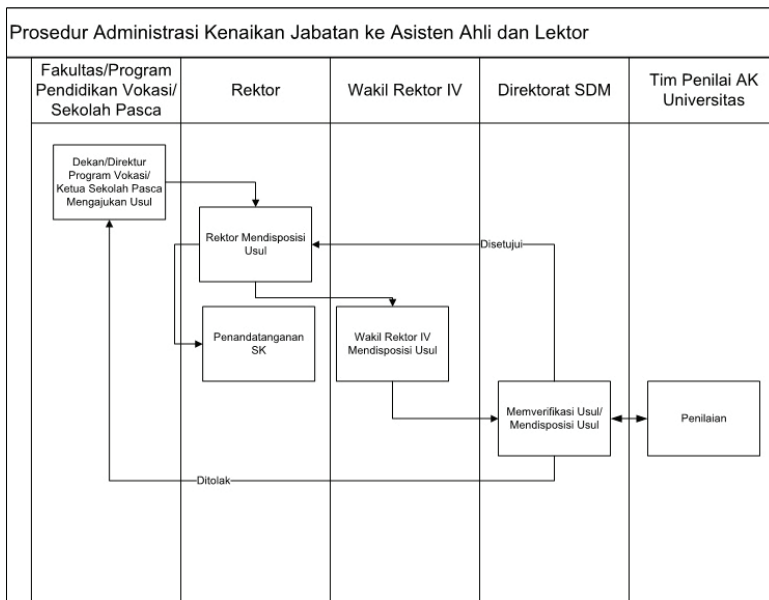 Prosedur Administrasi Kenaikan Jabatan ke Asisten Ahli dan Lektor
Fakultas/Program
Pendidikan Vokasi/
Sekolah Pasca
Rektor
Wakil Rektor IV
Direktorat SDM
Tim Penilai AK
Universitas
Dekan/Direktur
Program Vokasi/
Ketua Sekolah Pasca
Mengajukan Usul
Rektor Mendisposisi
Usul
Disetujui
Penandatanganan
SK
Wakil Rektor IV
Mendisposisi Usul
Memverifikasi Usul/
Mendisposisi Usul
Penilaian
Ditolak